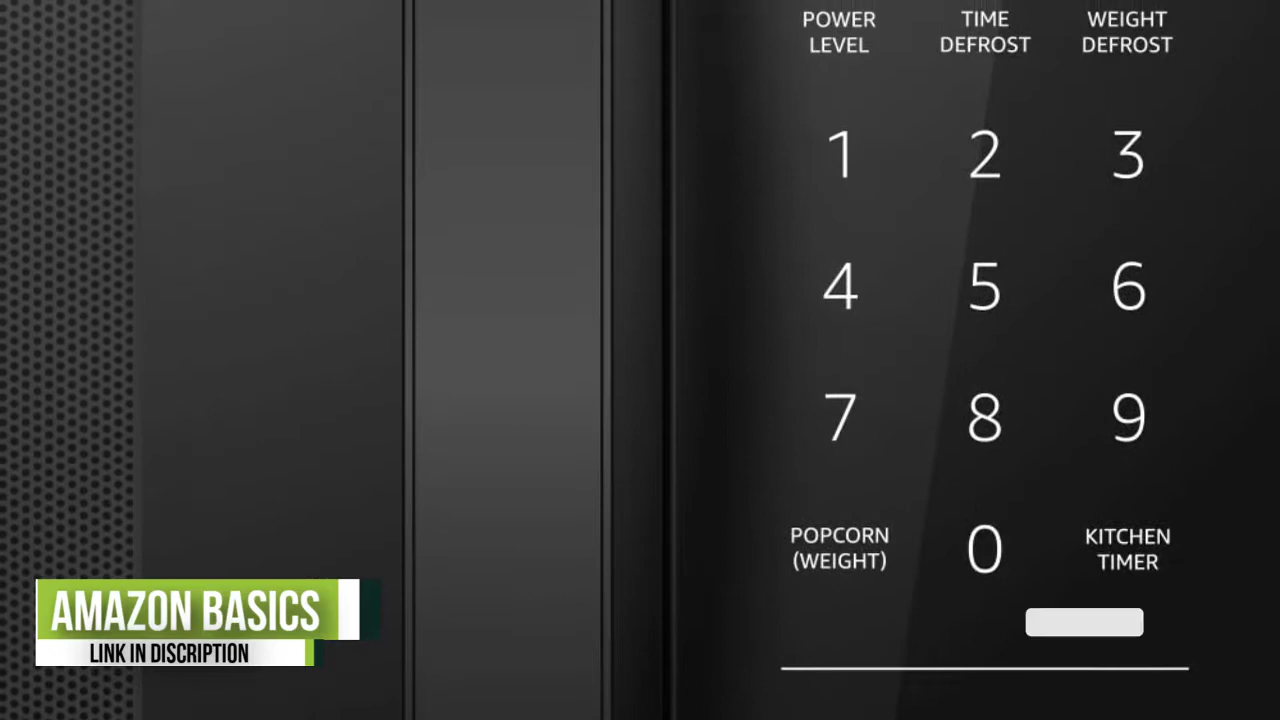 POWER
LEVEL
TIME
DEFROST
WEIGHT
DEFROST
1 2 3
4 5 6
7 8 9
POPCORN
(WEIGHT)
0
KITCHEN
TIMER
AMAZON BASICS
LINK IN DISCRIPTION